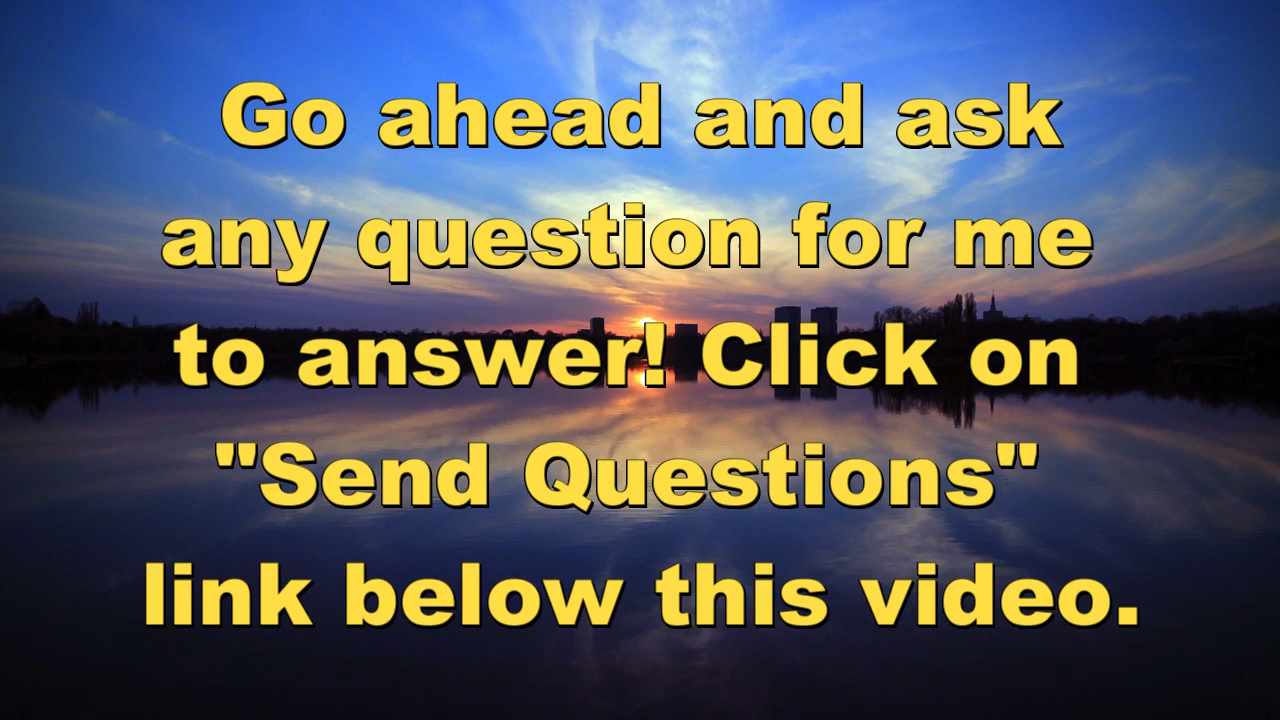 Go ahead and ask
any question for me
to answer! Click on
"Send Questions"
link below this video.